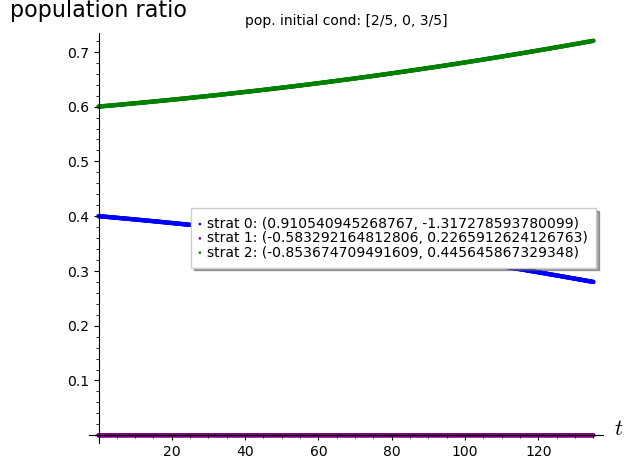 population ratio
pop. initial cond: [2/5, 0, 3/5]
0.7
0.6
0.5
0.4
strat 0: (0.910540945268767, -1.317278593780099)
strat 1: (-0.583292164812806, 0.2265912624126763)
strat 2: (-0.853674709491609, 0.445645867329348)
0.3
0.2
0.1
t
20 40 60 80 100 120